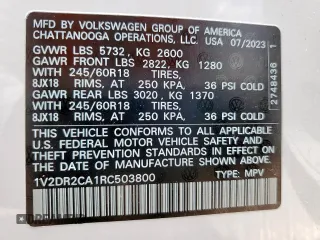 MFD BY VOLKSWAGEN GROUP OF AMERICA
CHATTANOOGA OPERATIONS, LLC. USA 07/2023
GVWR LBS 5732, KG 2600
GAWR FRONT LBS 2822, KG 1280
WITH 245/60R18 TIRES,
8JX18 RIMS, AT 250 KPA, 36 PSI COLD
GAWR REAR LBS 3020, KG 1370
WITH 245/60R18 TIRES,
8JX18 RIMS, AT 250 KPA, 36 PSI COLD
THIS VEHICLE CONFORMS TO ALL APPLICABLE
U.S. FEDERAL MOTOR VEHICLE SAFETY STANDARDS
IN EFFECT ON THE DATE OF
MANUFACTURE SHOWN ABOVE.
1V2DR2CA1RC503800 TYPE: MPV
2748436 1